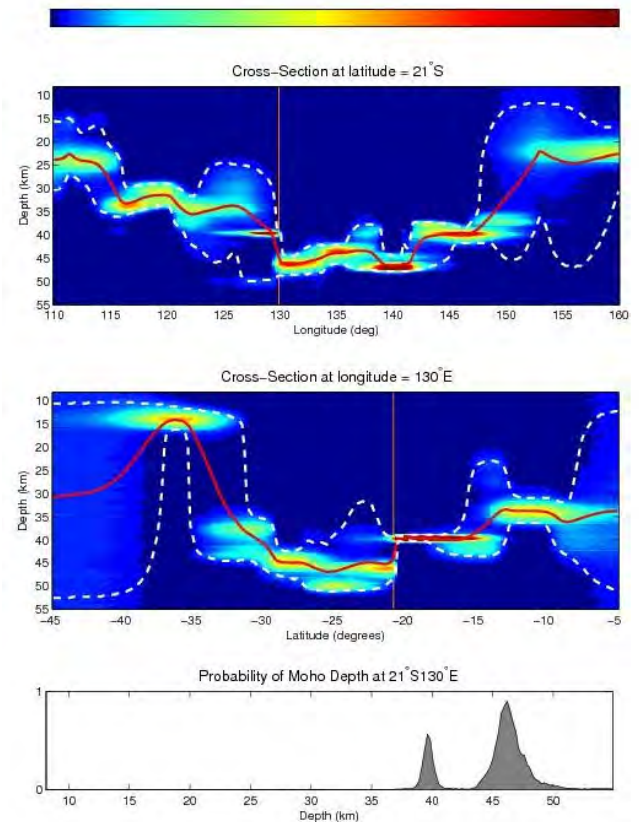 Cross-Section at latitude = 21°S
10
15
20
25
30
35
40
45
50
55
Depth (km)
110 115 120 125 130 135 140 145 150 155 160
Longitude (deg)
Cross-Section at longitude = 130°E
10
15
20
25
30
35
40
45
50
55
Depth (km)
-45 -40 -35 -30 -25 -20 -15 -10 -5
Latitude (degrees)
Probability of Moho Depth at 21°S130°E
1
0
10 15 20 25 30 35 40 45 50
Depth (km)